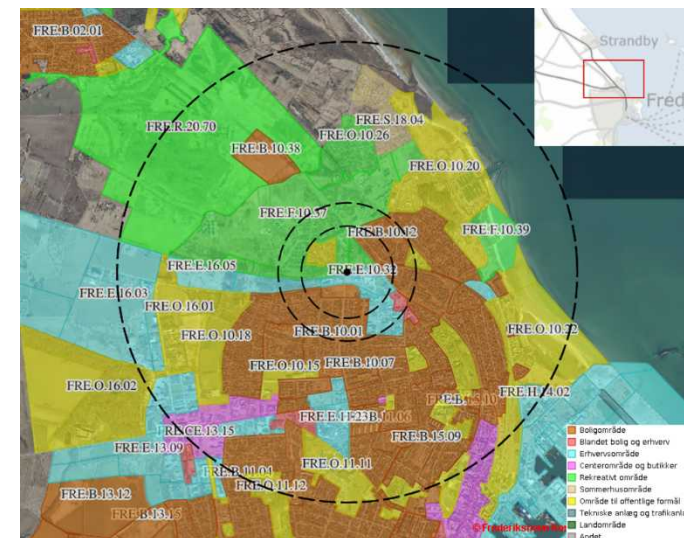 FRE.B.02.01
Strandby
Fred
FRE.S.18.04
FRE.R.20.70
FRE.O.10.26
FRE.B.10.38
FRE.O.10.20
FRE.F.10.37
FRE.B.10.12
FRE.F.10.39
FRE.E.16.05
FRE.E.10.32
FRE.E.16.03
FRE.O.16.01
FRE.O.10.18
FRE.B.10.01
FRE.O.10.22
FRE.O.10.15
FRE.B.10.07
FRE.O.16.02
FRE.H.14.02
FRE.E.11-23
FRE.B.15.09
FRE.E.13.09
FRE.O.11.11
FRE.B.11.04
FRE.O.11.12
FRE.B.13.12
FRE.B.13.15
Boligområde
Blandet bolig og erhverv
Erhvervsområde
Centerområde og butikker
Rekreativt område
Sommerhusområde
Område til offentlige formål
Tekniske anlæg og trafikanlæ
Landområde
Andet